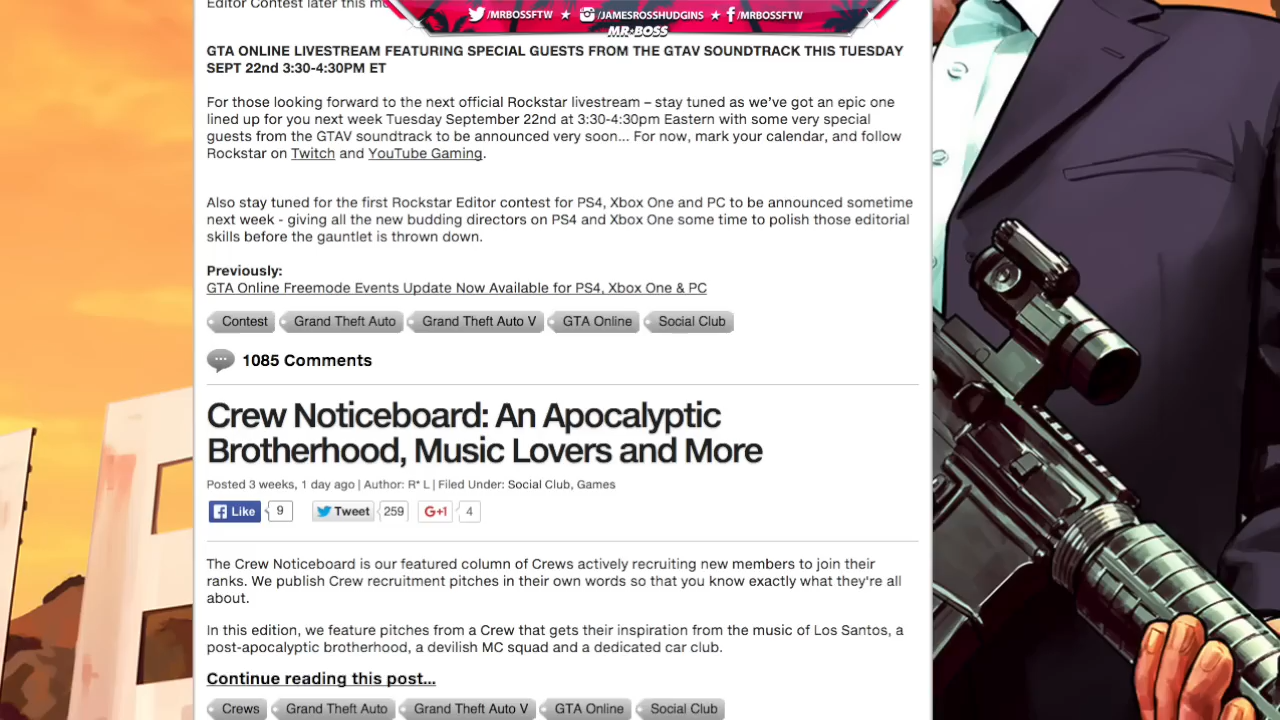 Editor Contest later this mo
/MRBOSSFTW ★ /JAMESROSSHUDGINS ★ /MRBOSSFTW
MR·BOSS
GTA ONLINE LIVESTREAM FEATURING SPECIAL GUESTS FROM THE GTAV SOUNDTRACK THIS TUESDAY
SEPT 22nd 3:30-4:30PM ET
For those looking forward to the next official Rockstar livestream – stay tuned as we've got an epic one
lined up for you next week Tuesday September 22nd at 3:30-4:30pm Eastern with some very special
guests from the GTAV soundtrack to be announced very soon... For now, mark your calendar, and follow
Rockstar on Twitch and YouTube Gaming.
Also stay tuned for the first Rockstar Editor contest for PS4, Xbox One and PC to be announced sometime
next week - giving all the new budding directors on PS4 and Xbox One some time to polish those editorial
skills before the gauntlet is thrown down.
Previously:
GTA Online Freemode Events Update Now Available for PS4, Xbox One & PC
Contest Grand Theft Auto Grand Theft Auto V GTA Online Social Club
1085 Comments
Crew Noticeboard: An Apocalyptic
Brotherhood, Music Lovers and More
Posted 3 weeks, 1 day ago | Author: R* L | Filed Under: Social Club, Games
Like 9 Tweet 259 G+1 4
The Crew Noticeboard is our featured column of Crews actively recruiting new members to join their
ranks. We publish Crew recruitment pitches in their own words so that you know exactly what they're all
about.
In this edition, we feature pitches from a Crew that gets their inspiration from the music of Los Santos, a
post-apocalyptic brotherhood, a devilish MC squad and a dedicated car club.
Continue reading this post...
Crews Grand Theft Auto Grand Theft Auto V GTA Online Social Club